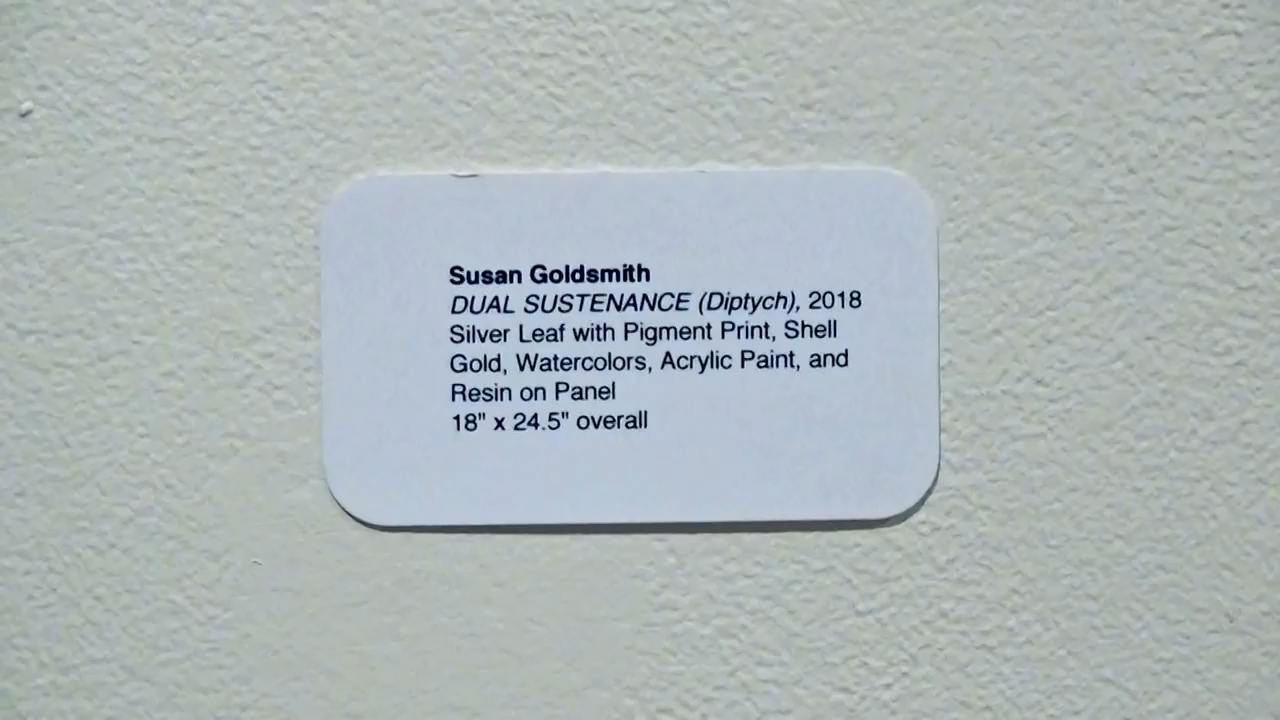 Susan Goldsmith
DUAL SUSTENANCE (Diptych), 2018
Silver Leaf with Pigment Print, Shell
Gold, Watercolors, Acrylic Paint, and
Resin on Panel
18" x 24.5" overall